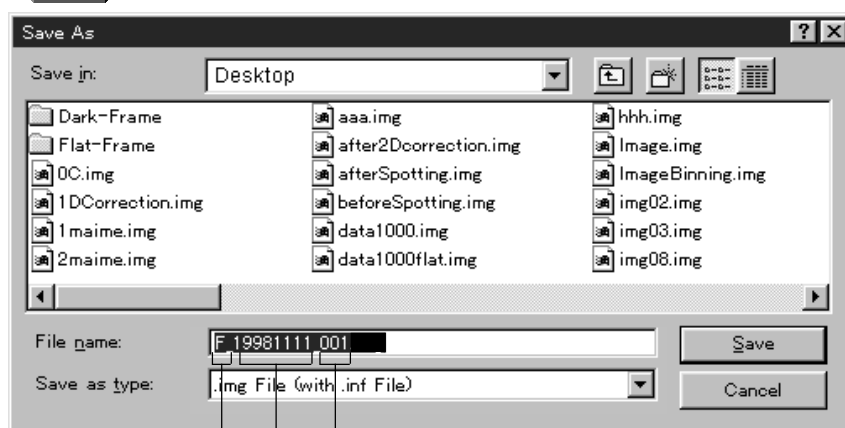 Save As
Save in: Desktop
Dark-Frame aaa.img hhh.img
Flat-Frame after2Dcorrection.img Image.img
0C.img afterSpotting.img ImageBinning.img
1DCorrection.img beforeSpotting.img img02.img
1maime.img data1000.img img03.img
2maime.img data1000flat.img img08.img
File name: F_19981111_001 Save
Save as type: .img File (with .inf File) Cancel